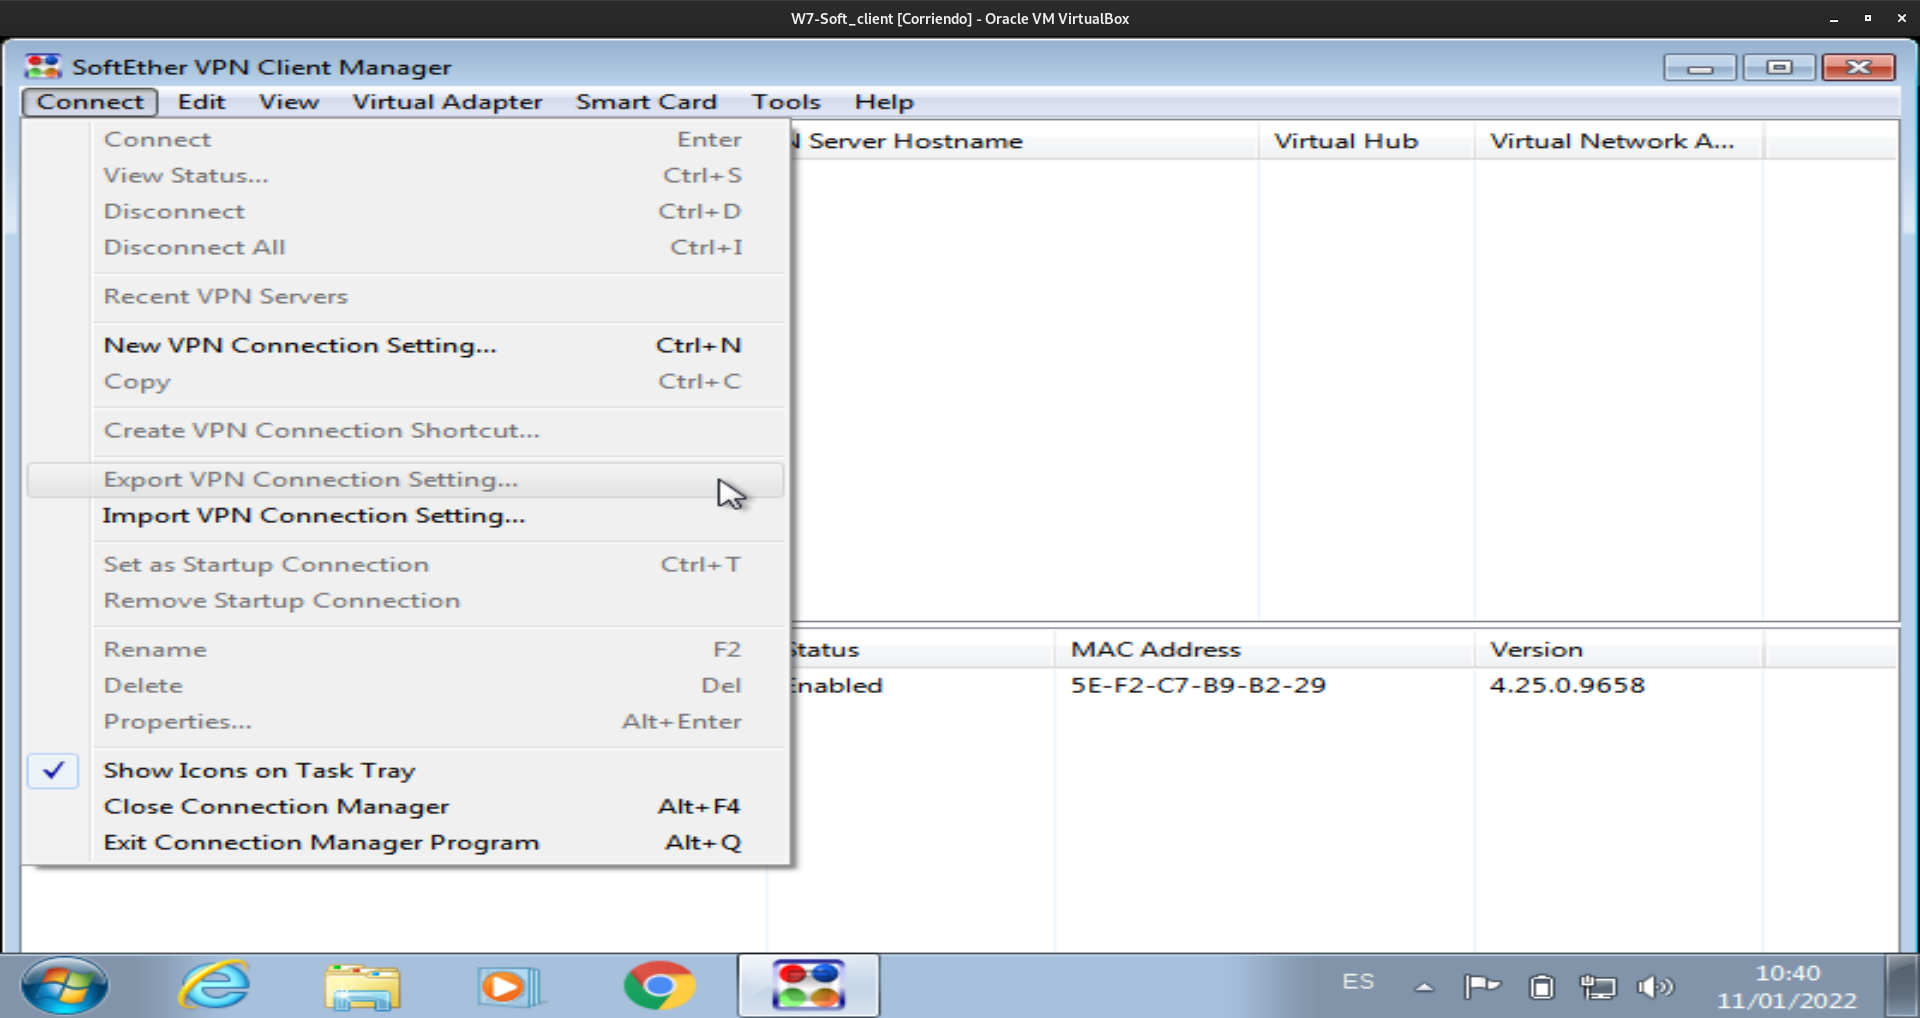 W7-Soft_client [Corriendo] - Oracle VM VirtualBox
SoftEther VPN Client Manager
Connect Edit View Virtual Adapter Smart Card Tools Help
Connect Enter
View Status... Ctrl+S
Disconnect Ctrl+D
Disconnect All Ctrl+I
Recent VPN Servers
New VPN Connection Setting... Ctrl+N
Copy Ctrl+C
Create VPN Connection Shortcut...
Export VPN Connection Setting...
Import VPN Connection Setting...
Set as Startup Connection Ctrl+T
Remove Startup Connection
Rename F2
Delete Del
Properties... Alt+Enter
Show Icons on Task Tray
Close Connection Manager Alt+F4
Exit Connection Manager Program Alt+Q
N Server Hostname Virtual Hub Virtual Network A...
Status MAC Address Version
Enabled 5E-F2-C7-B9-B2-29 4.25.0.9658
ES
10:40
11/01/2022